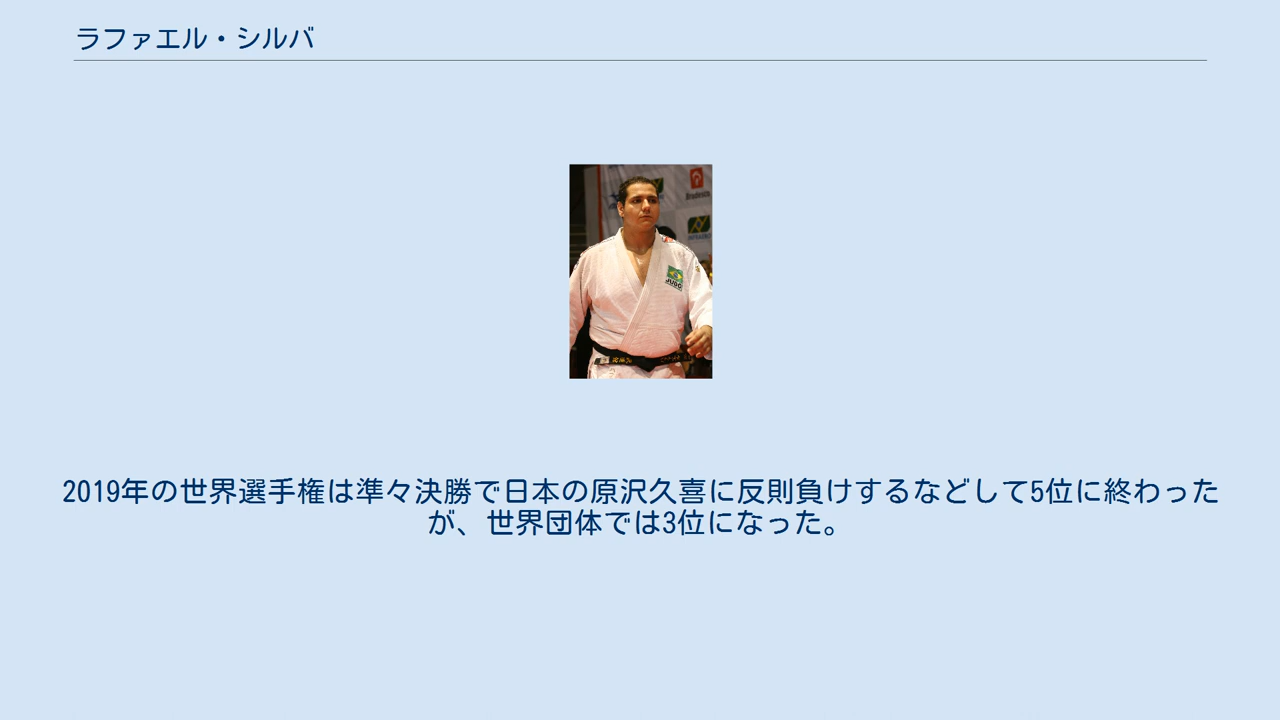 ラファエル・シルバ
Bradesco
JUDO
2019年の世界選手権は準々決勝で日本の原沢久喜に反則負けするなどして5位に終わった
が、世界団体では3位になった。